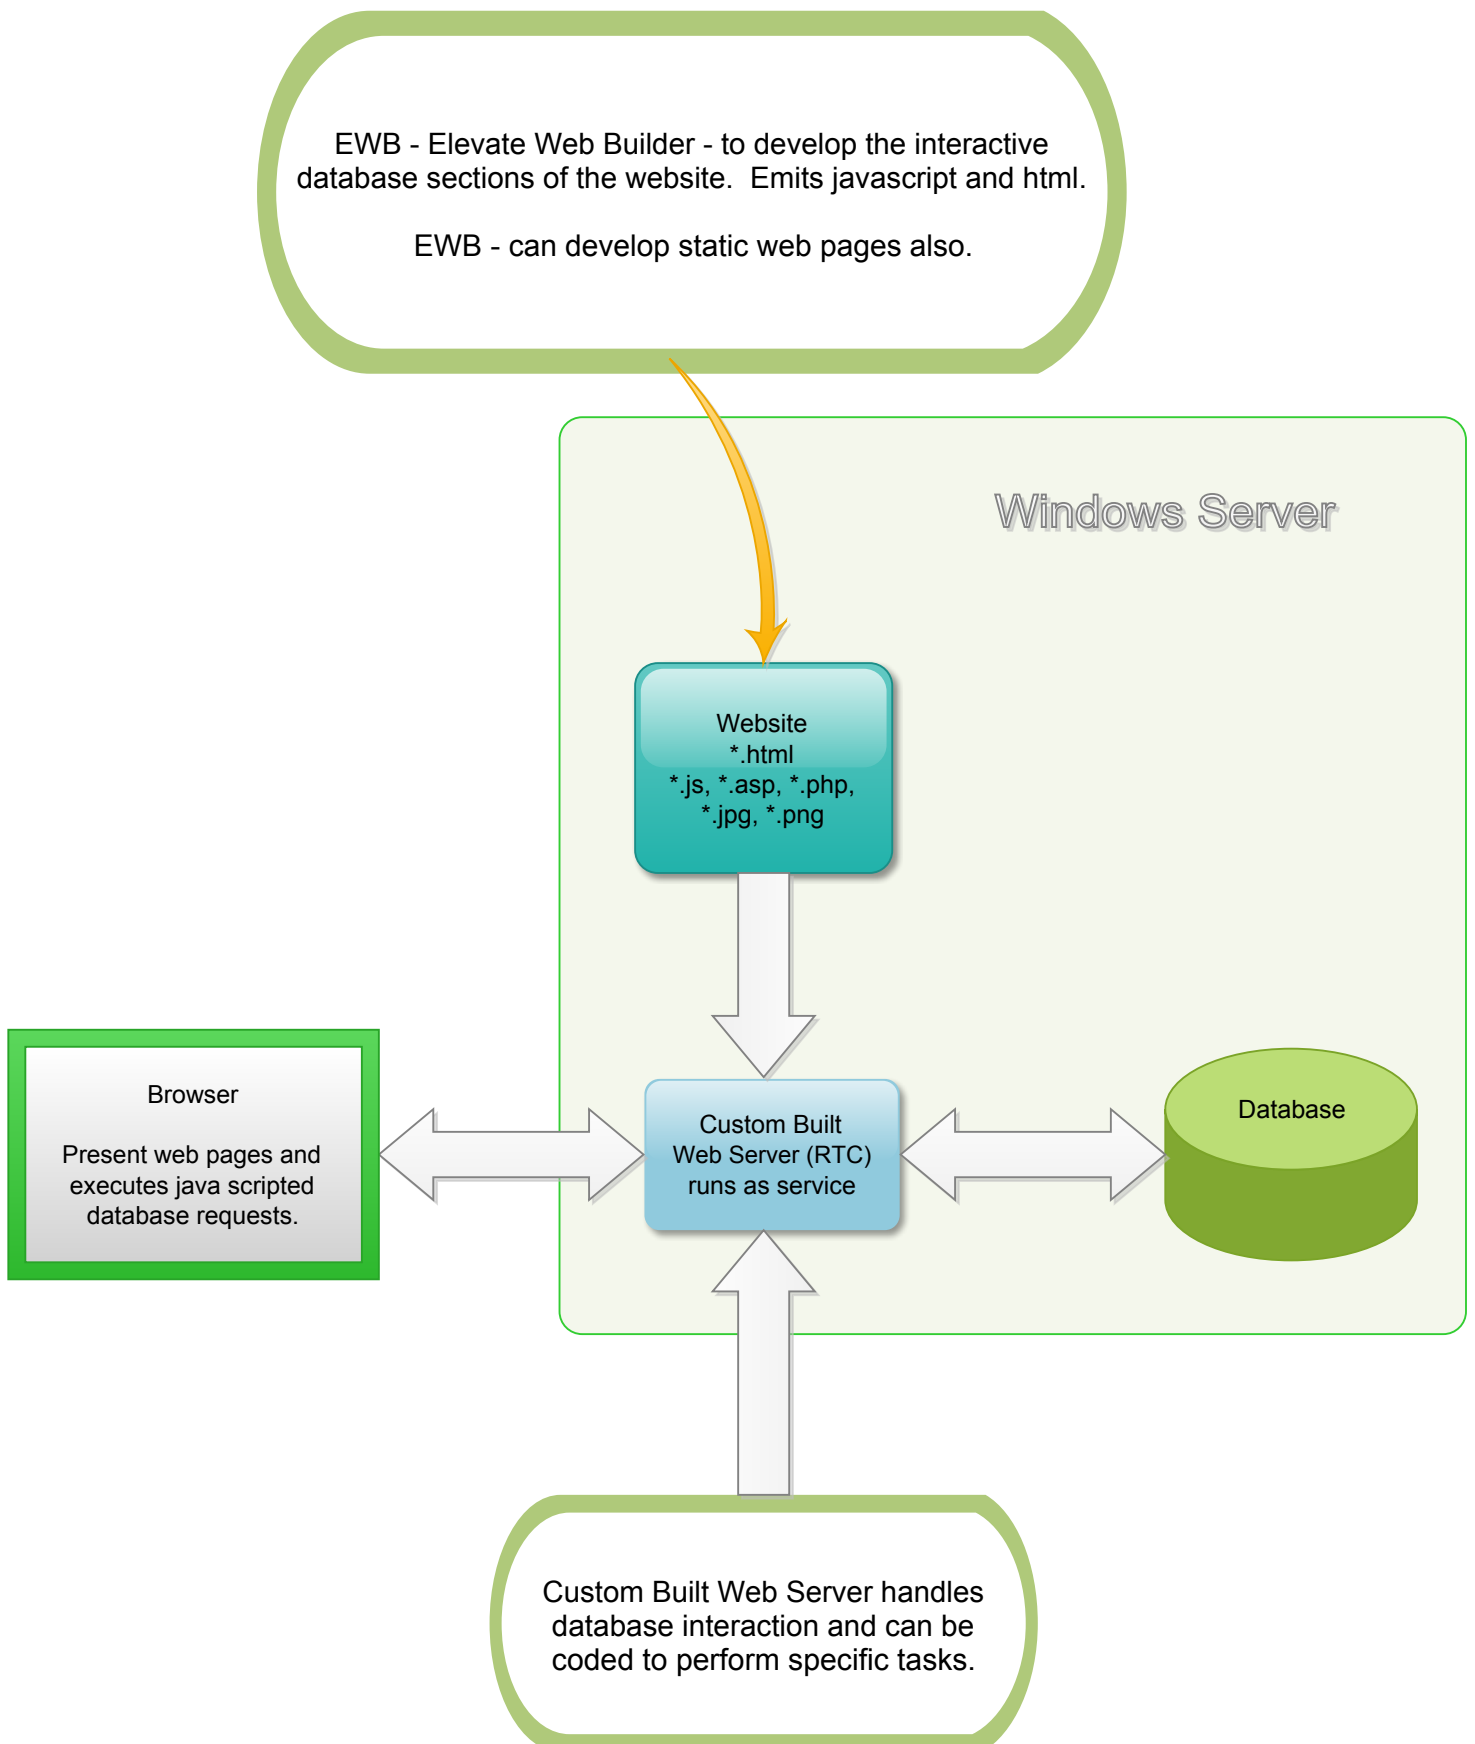 EWB - Elevate Web Builder - to develop the interactive
database sections of the website.  Emits javascript and html.
EWB - can develop static web pages also.
Windows Server
Website
*.html
*.js, *.asp, *.php,
*.jpg, *.png
Browser
Present web pages and
executes java scripted
database requests.
Custom Built
Web Server (RTC)
runs as service
Database
Custom Built Web Server handles
database interaction and can be
coded to perform specific tasks.